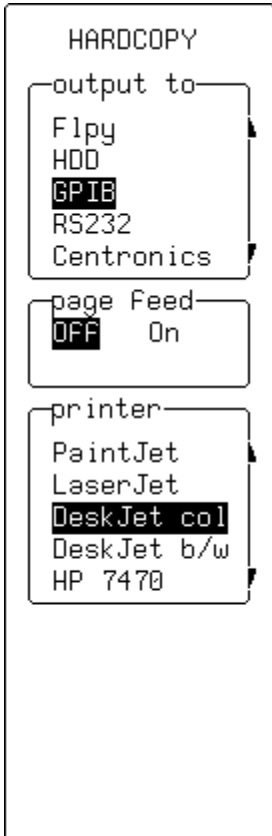 HARDCOPY
output to
Flpy
HDD
GPIB
RS232
Centronics
page Feed
OFF On
printer
PaintJet
LaserJet
DeskJet col
DeskJet b/w
HP 7470